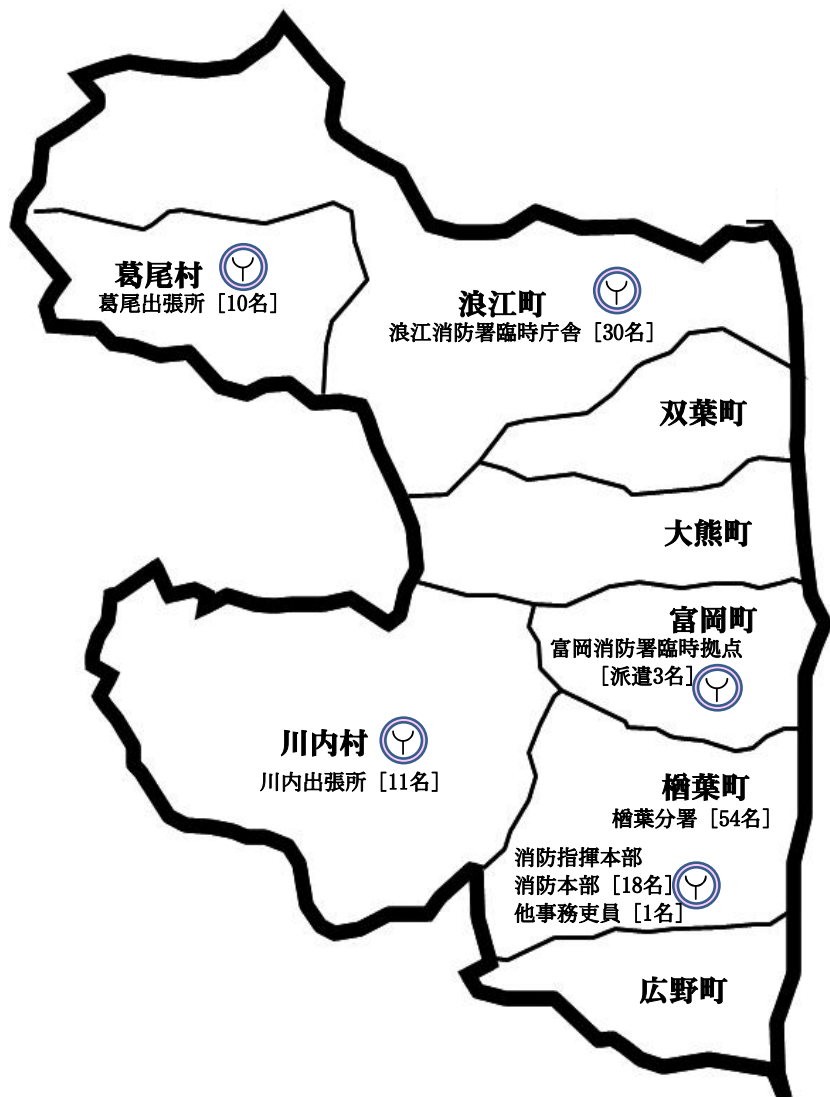 葛尾村
葛尾出張所［10名］
浪江町
浪江消防署臨時庁舎［30名］
双葉町
大熊町
富岡町
富岡消防署臨時拠点
［派遣3名］
川内村
川内出張所［11名］
楢葉町
楢葉分署［54名］
消防指揮本部
消防本部［18名］
他事務吏員［1名］
広野町